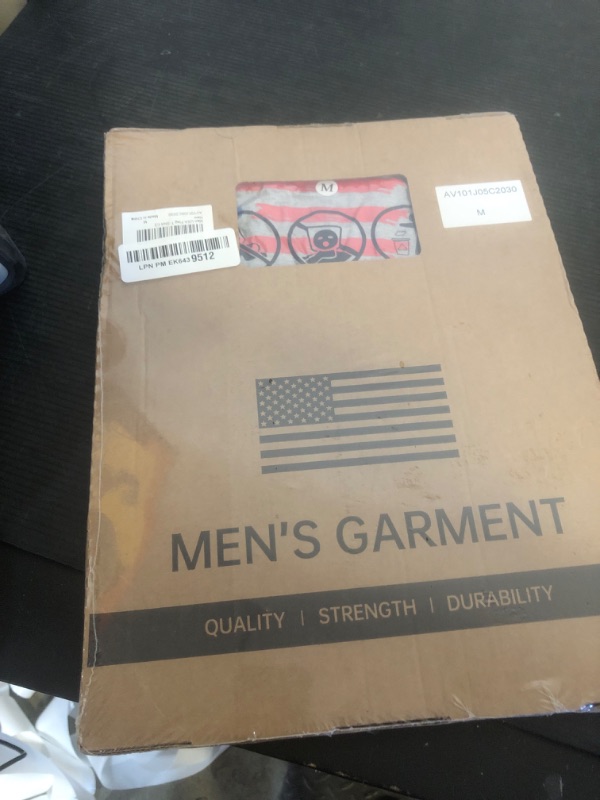 M
AV101J05C2030
M
LPN PM EK643 9512
MEN'S GARMENT
QUALITY | STRENGTH | DURABILITY